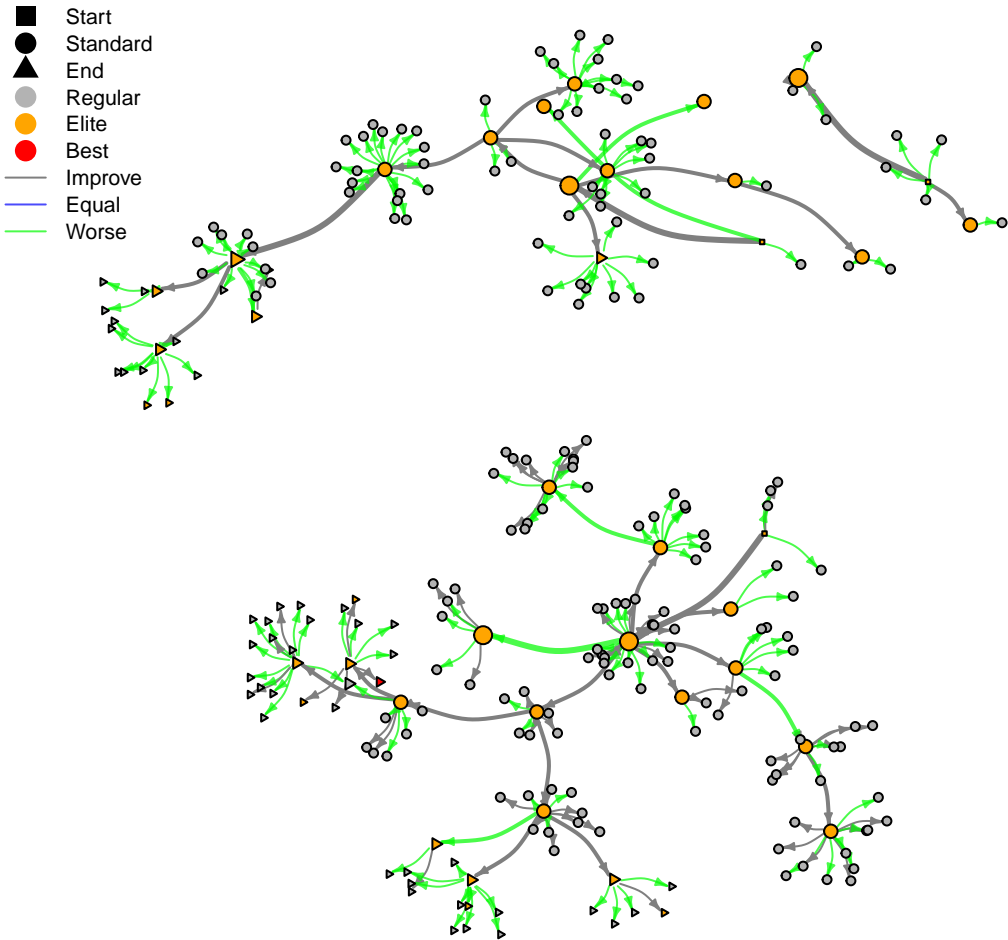 Start
Standard
End
Regular
Elite
Best
Improve
Equal
Worse